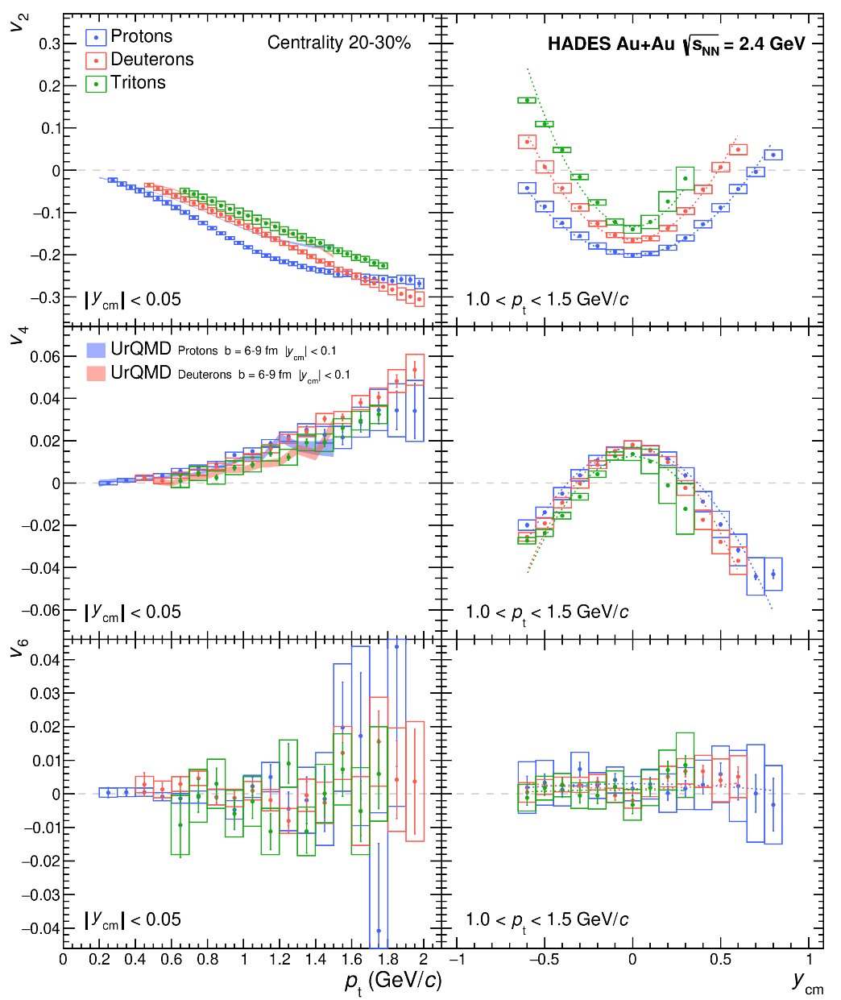 v2
0.3
0.2
0.1
0
−0.1
−0.2
−0.3
Protons
Deuterons
Tritons
Centrality 20-30%
|ycm| < 0.05
HADES Au+Au √sNN = 2.4 GeV
1.0 < pt < 1.5 GeV/c
v4
0.06
0.04
0.02
0
−0.02
−0.04
−0.06
UrQMD Protons b = 6-9 fm |ycm| < 0.1
UrQMD Deuterons b = 6-9 fm |ycm| < 0.1
|ycm| < 0.05
1.0 < pt < 1.5 GeV/c
v6
0.04
0.03
0.02
0.01
0
−0.01
−0.02
−0.03
−0.04
|ycm| < 0.05
1.0 < pt < 1.5 GeV/c
0 0.2 0.4 0.6 0.8 1 1.2 1.4 1.6 1.8 2
−1 −0.5 0 0.5 1
pt (GeV/c)
ycm